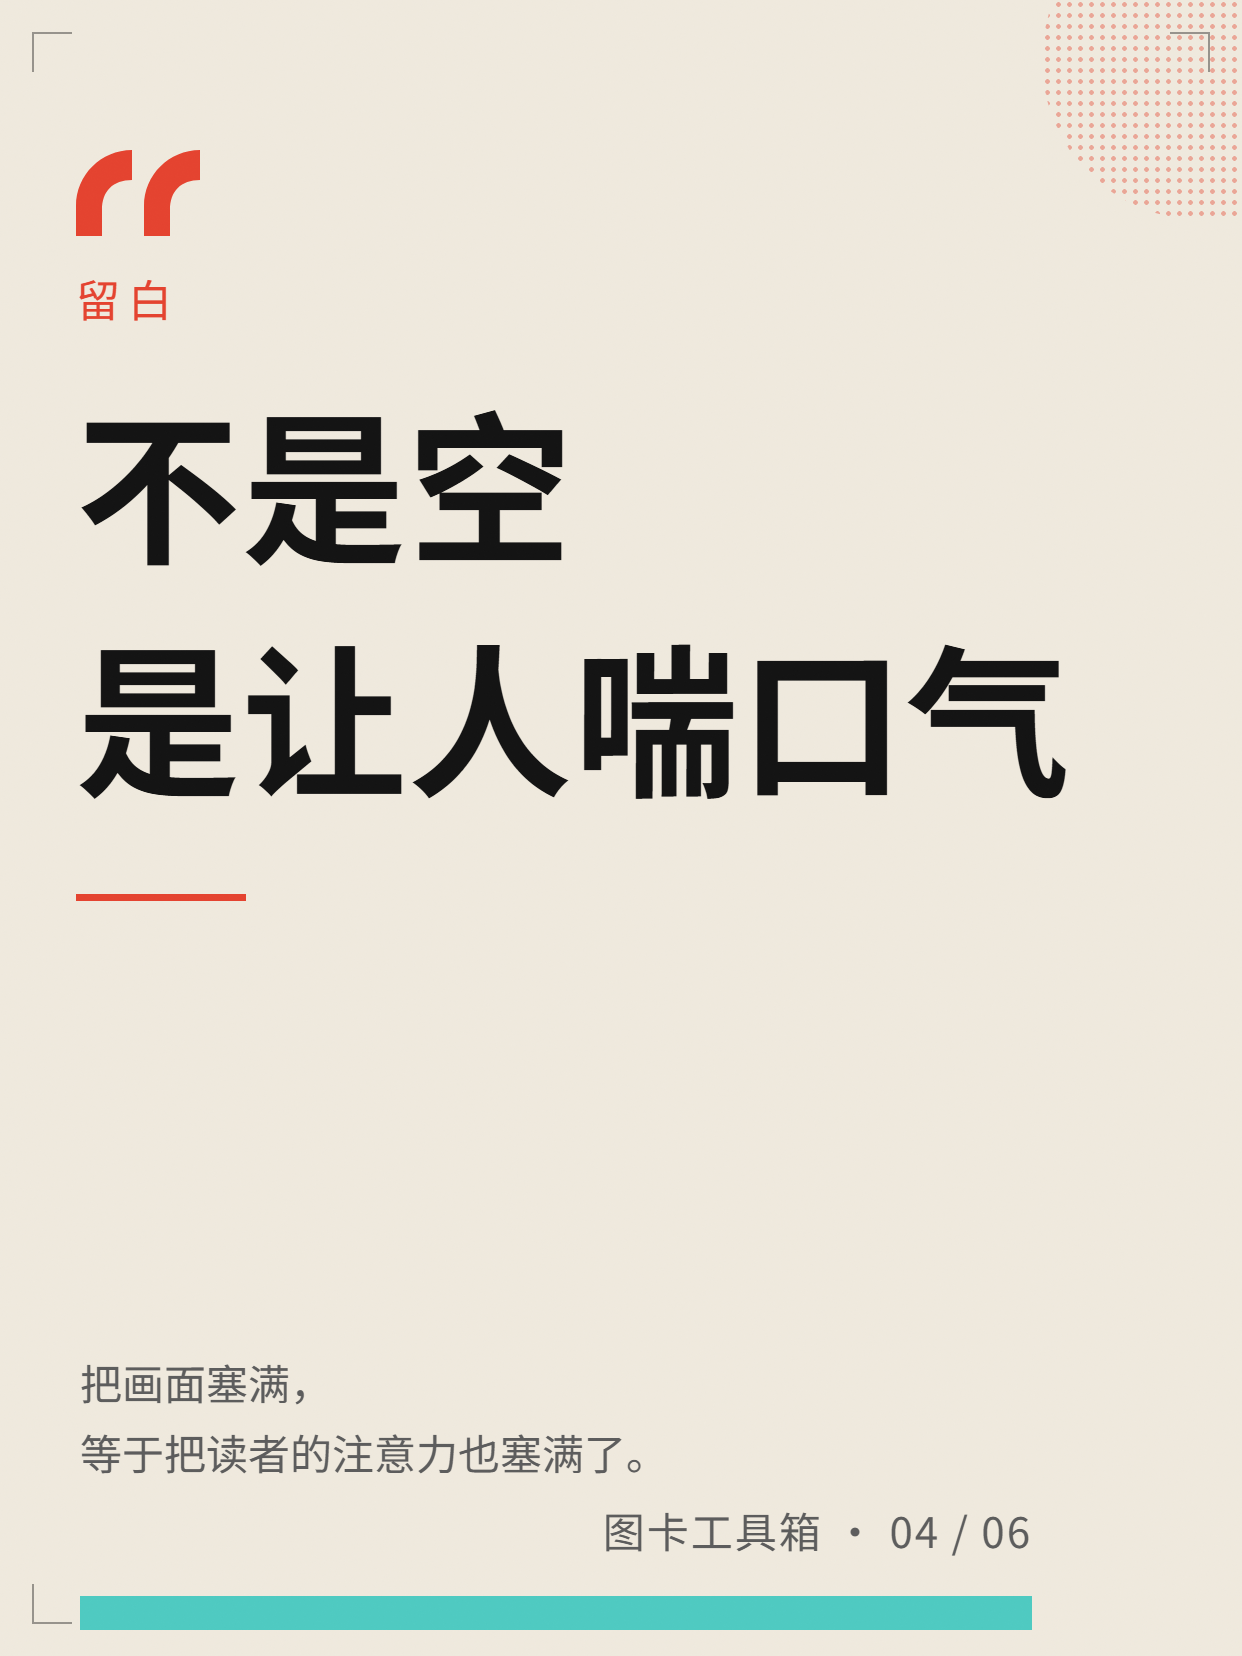 留白
不是空
是让人喘口气
把画面塞满，
等于把读者的注意力也塞满了。
图卡工具箱 · 04 / 06